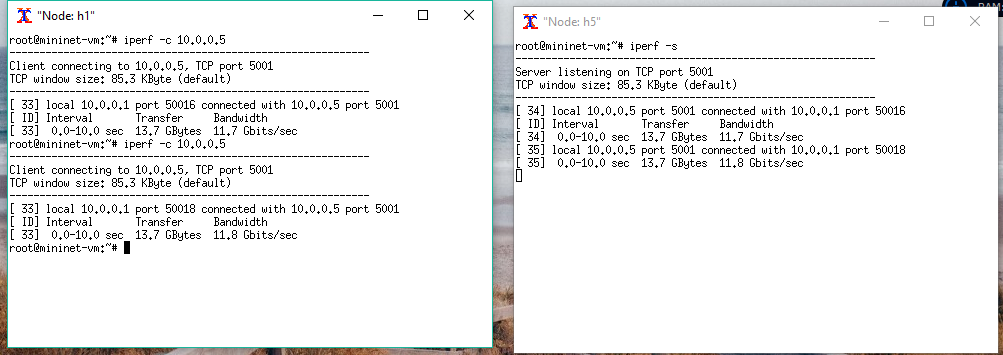 "Node: h1"
root@mininet-vm:~# iperf -c 10.0.0.5
------------------------------------------------------------
Client connecting to 10.0.0.5, TCP port 5001
TCP window size: 85.3 KByte (default)
------------------------------------------------------------
[ 33] local 10.0.0.1 port 50016 connected with 10.0.0.5 port 5001
[ ID] Interval       Transfer     Bandwidth
[ 33]  0.0-10.0 sec  13.7 GBytes  11.7 Gbits/sec
root@mininet-vm:~# iperf -c 10.0.0.5
------------------------------------------------------------
Client connecting to 10.0.0.5, TCP port 5001
TCP window size: 85.3 KByte (default)
------------------------------------------------------------
[ 33] local 10.0.0.1 port 50018 connected with 10.0.0.5 port 5001
[ ID] Interval       Transfer     Bandwidth
[ 33]  0.0-10.0 sec  13.7 GBytes  11.8 Gbits/sec
root@mininet-vm:~#
"Node: h5"
root@mininet-vm:~# iperf -s
------------------------------------------------------------
Server listening on TCP port 5001
TCP window size: 85.3 KByte (default)
------------------------------------------------------------
[ 34] local 10.0.0.5 port 5001 connected with 10.0.0.1 port 50016
[ ID] Interval       Transfer     Bandwidth
[ 34]  0.0-10.0 sec  13.7 GBytes  11.7 Gbits/sec
[ 35] local 10.0.0.5 port 5001 connected with 10.0.0.1 port 50018
[ 35]  0.0-10.0 sec  13.7 GBytes  11.8 Gbits/sec